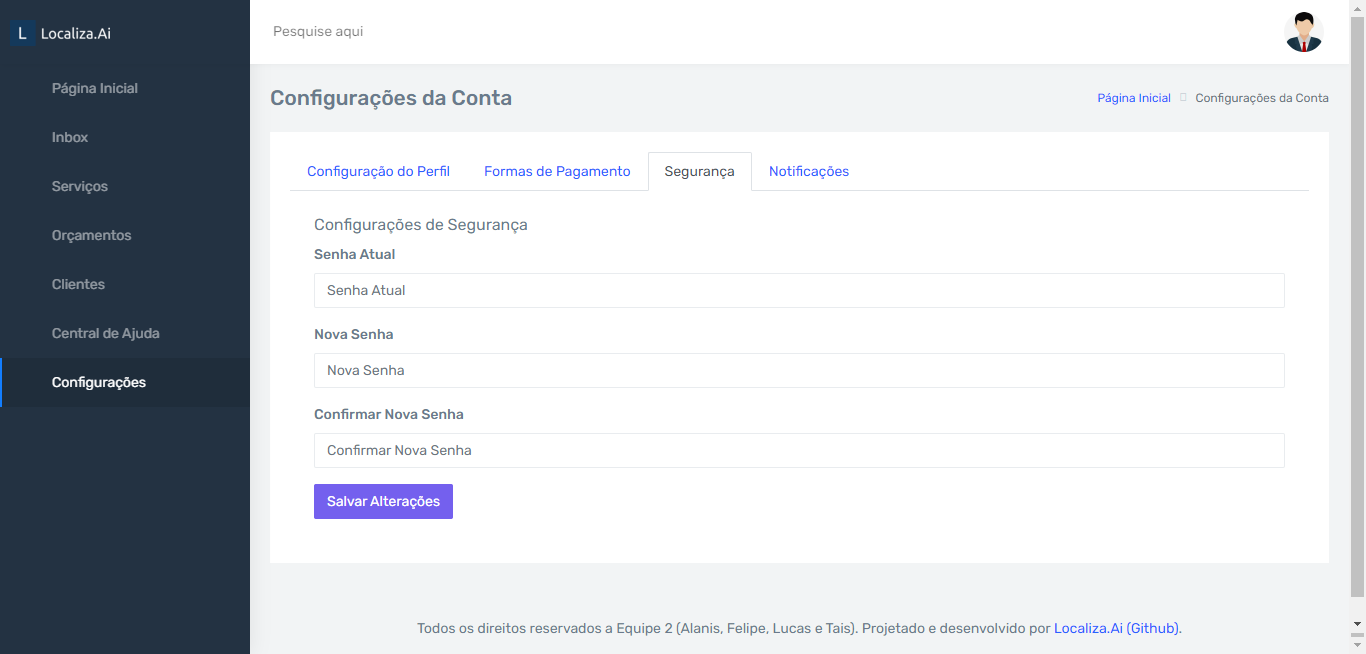 L Localiza.Ai
Pesquise aqui
Página Inicial
Inbox
Serviços
Orçamentos
Clientes
Central de Ajuda
Configurações
Configurações da Conta
Página Inicial Configurações da Conta
Configuração do Perfil Formas de Pagamento Segurança Notificações
Configurações de Segurança
Senha Atual
Senha Atual
Nova Senha
Nova Senha
Confirmar Nova Senha
Confirmar Nova Senha
Salvar Alterações
Todos os direitos reservados a Equipe 2 (Alanis, Felipe, Lucas e Tais). Projetado e desenvolvido por Localiza.Ai (Github).